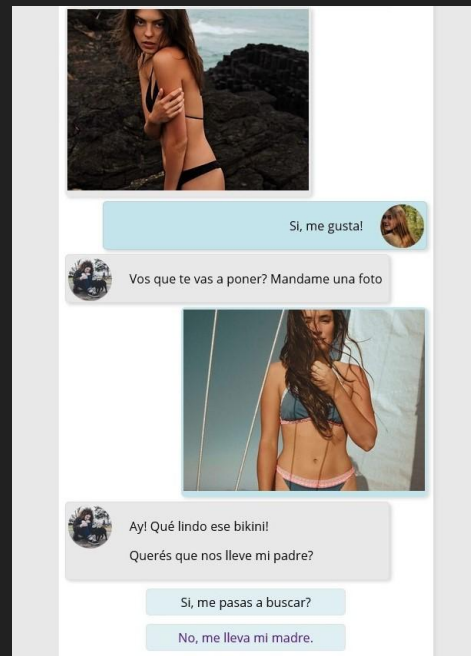 Si, me gusta!
Vos que te vas a poner? Mandame una foto
Ay! Qué lindo ese bikini!
Querés que nos lleve mi padre?
Si, me pasas a buscar?
No, me lleva mi madre.